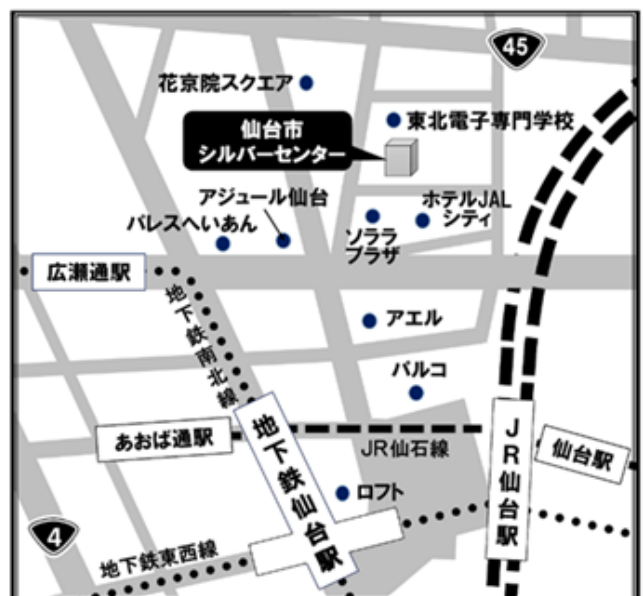 45
花京院スクエア
東北電子専門学校
仙台市
シルバーセンター
アジュール仙台
パレスへいあん
ホテルJAL
シティ
ソララ
プラザ
広瀬通駅
地下鉄南北線
アエル
パルコ
あおば通駅
地下鉄仙台駅
JR仙石線
JR仙台駅
仙台駅
ロフト
4
地下鉄東西線